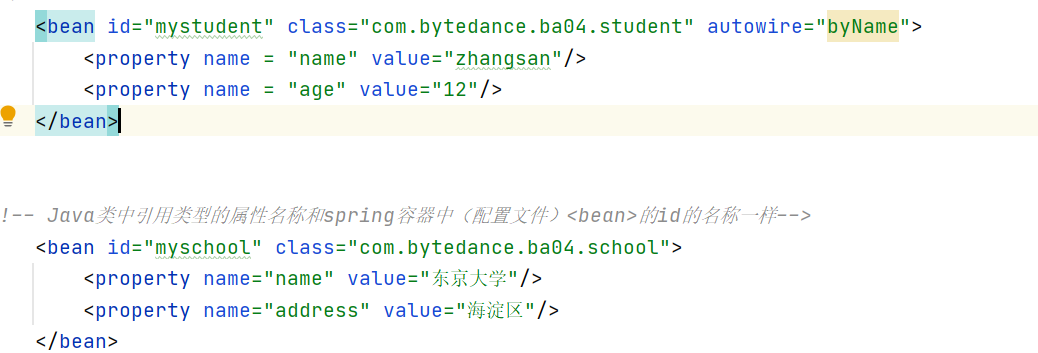 <bean id="mystudent" class="com.bytedance.ba04.student" autowire="byName">
<property name = "name" value="zhangsan"/>
<property name = "age" value="12"/>
</bean>
!-- Java类中引用类型的属性名称和spring容器中（配置文件）<bean>的id的名称一样-->
<bean id="myschool" class="com.bytedance.ba04.school">
<property name="name" value="东京大学"/>
<property name="address" value="海淀区"/>
</bean>